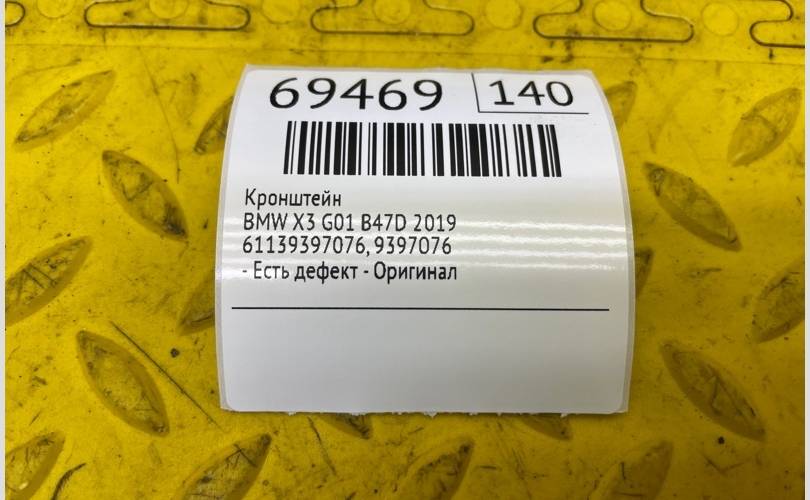 69469 140
Кронштейн
BMW X3 G01 B47D 2019
61139397076, 9397076
- Есть дефект - Оригинал